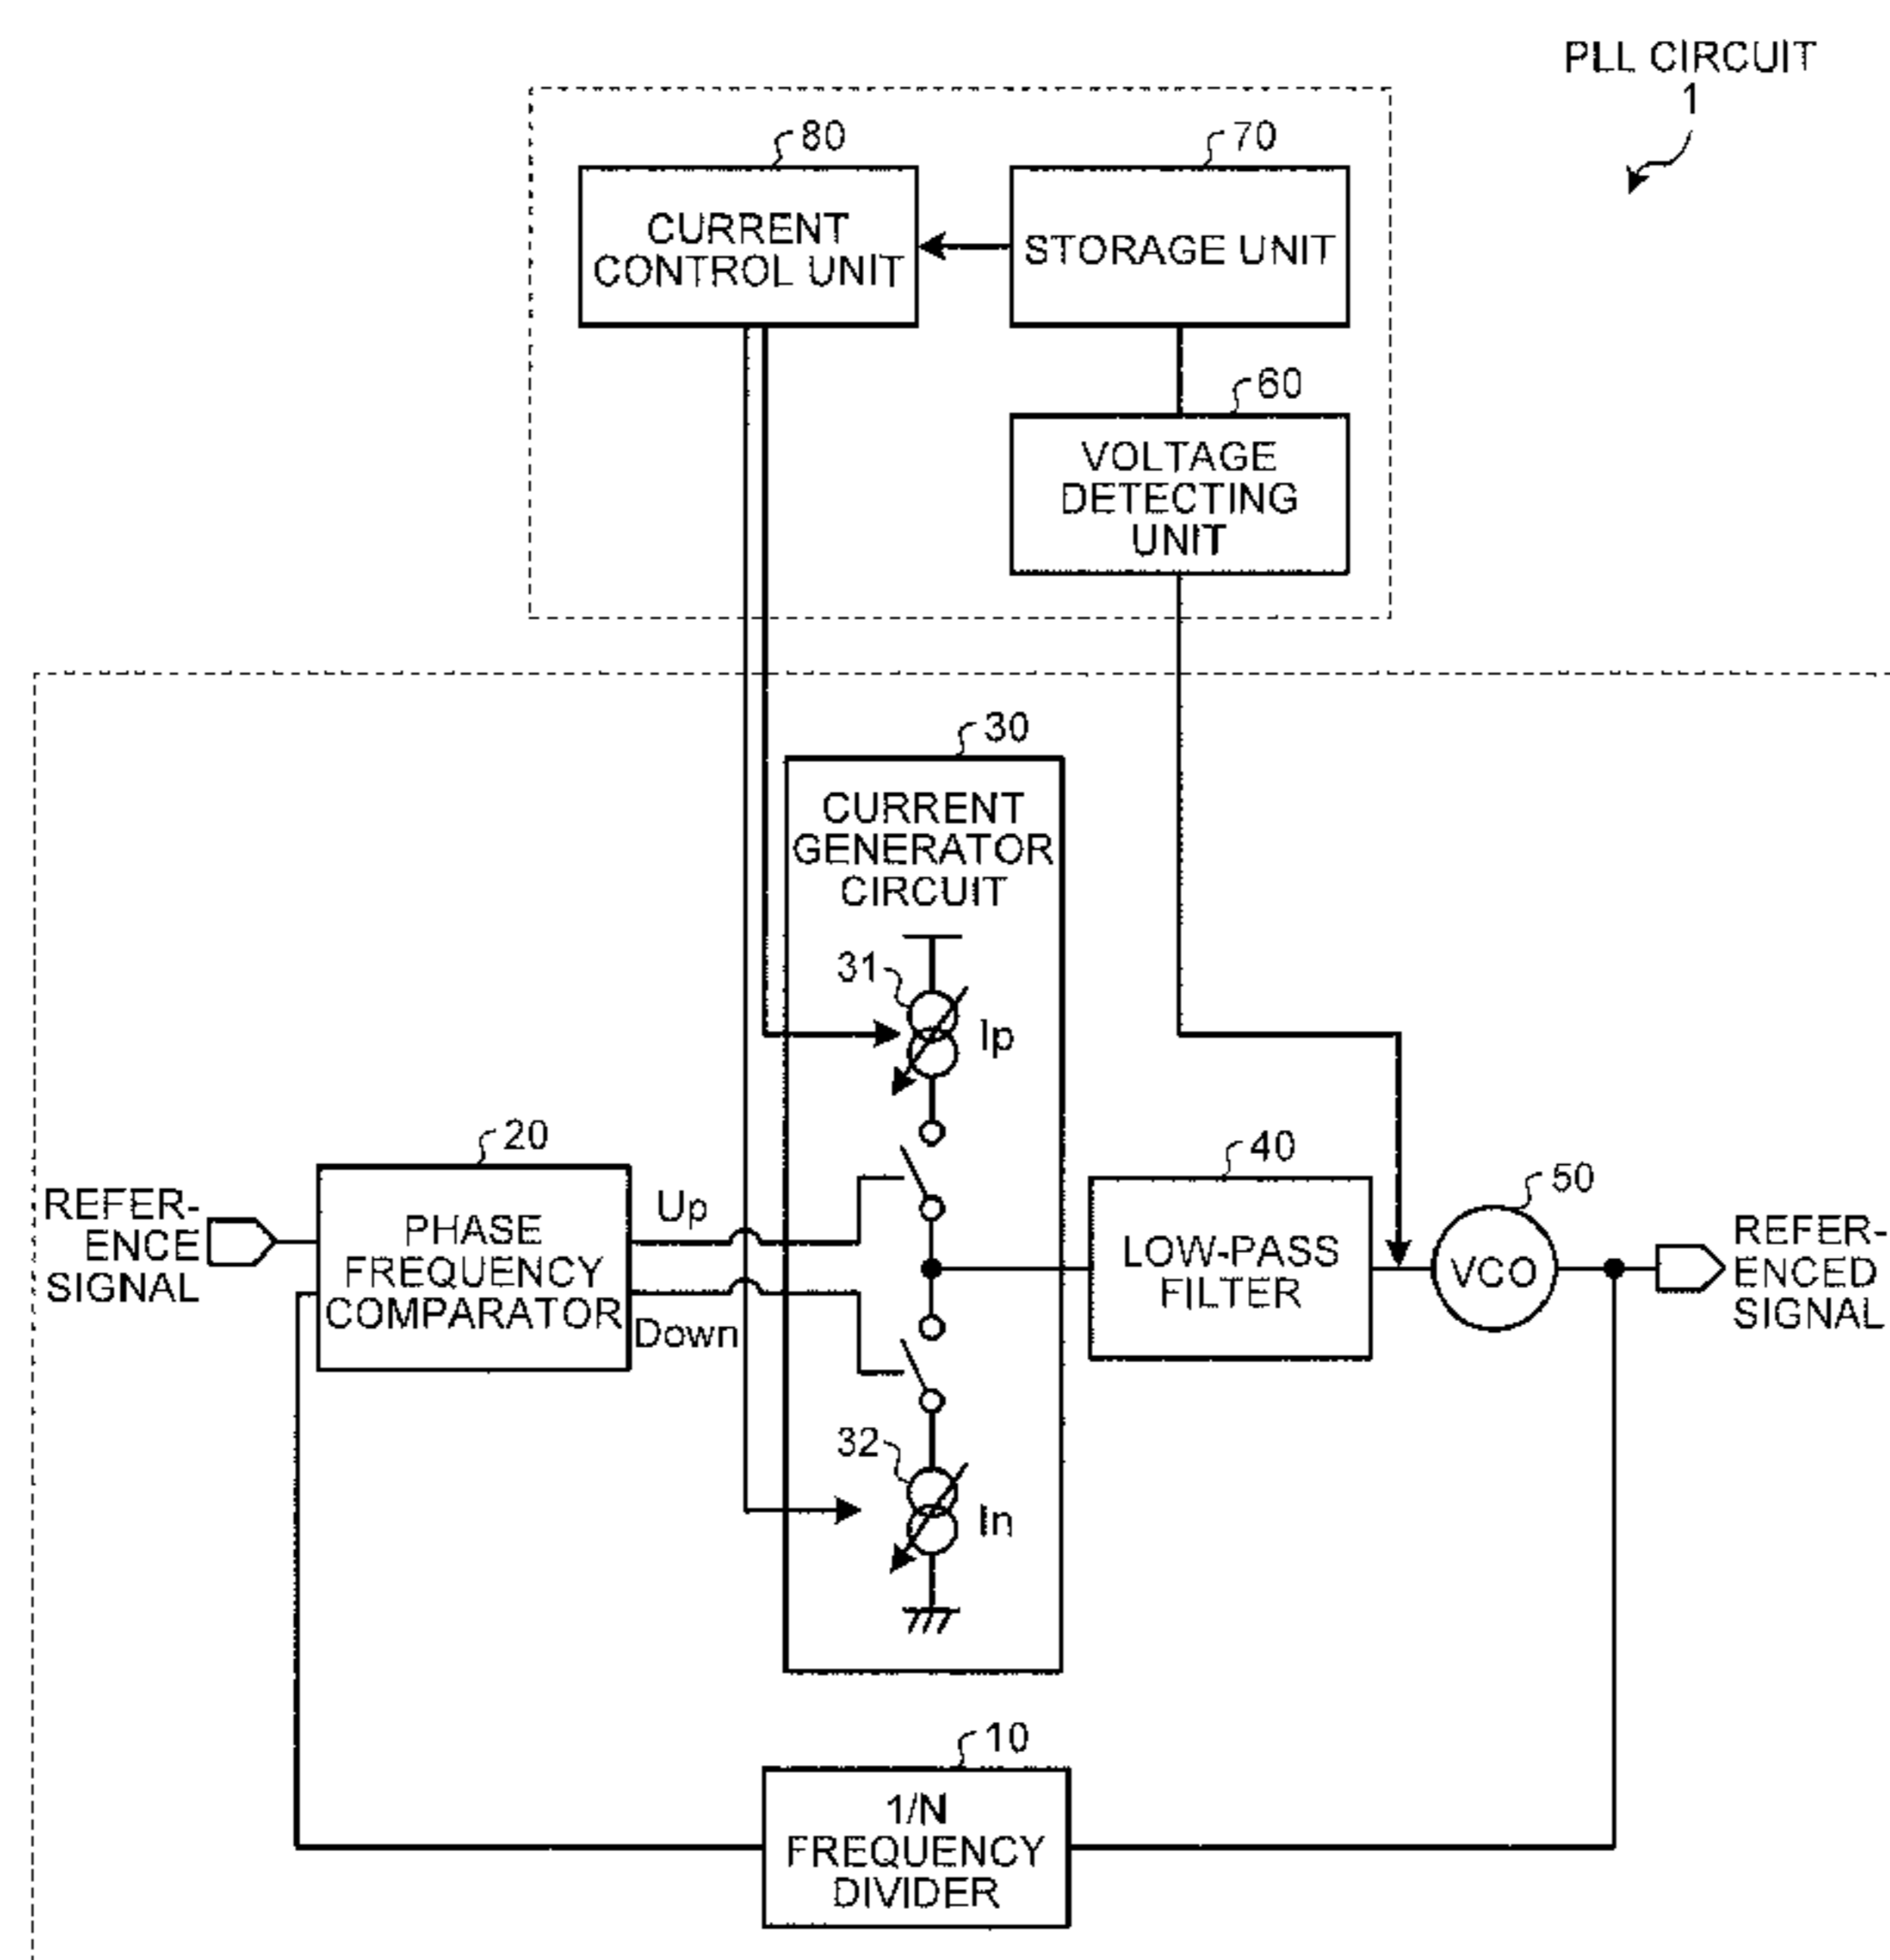 PLL CIRCUIT
1
80
70
CURRENT
CONTROL UNIT
STORAGE UNIT
60
VOLTAGE
DETECTING
UNIT
30
CURRENT
GENERATOR
CIRCUIT
31
Ip
20
40
50
REFER-
ENCE
SIGNAL
PHASE
FREQUENCY
COMPARATOR
Up
Down
LOW-PASS
FILTER
VCO
REFER-
ENCED
SIGNAL
32
In
10
1/N
FREQUENCY
DIVIDER